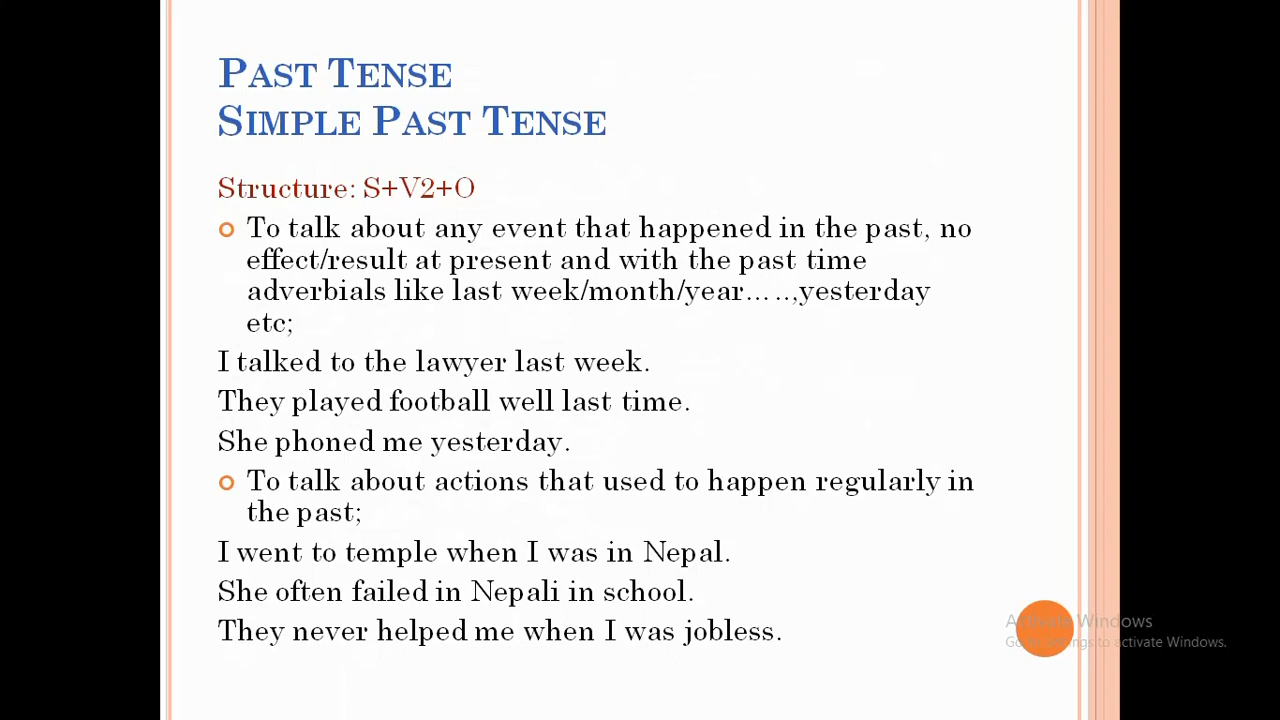 PAST TENSE
SIMPLE PAST TENSE
Structure: S+V2+O
To talk about any event that happened in the past, no
effect/result at present and with the past time
adverbials like last week/month/year... ..,yesterday
etc;
I talked to the lawyer last week.
They played football well last time.
She phoned me yesterday.
To talk about actions that used to happen regularly in
the past;
I went to temple when I was in Nepal.
She often failed in Nepali in school.
They never helped me when I was jobless.
Activate Windows
Go to Settings to activate Windows.